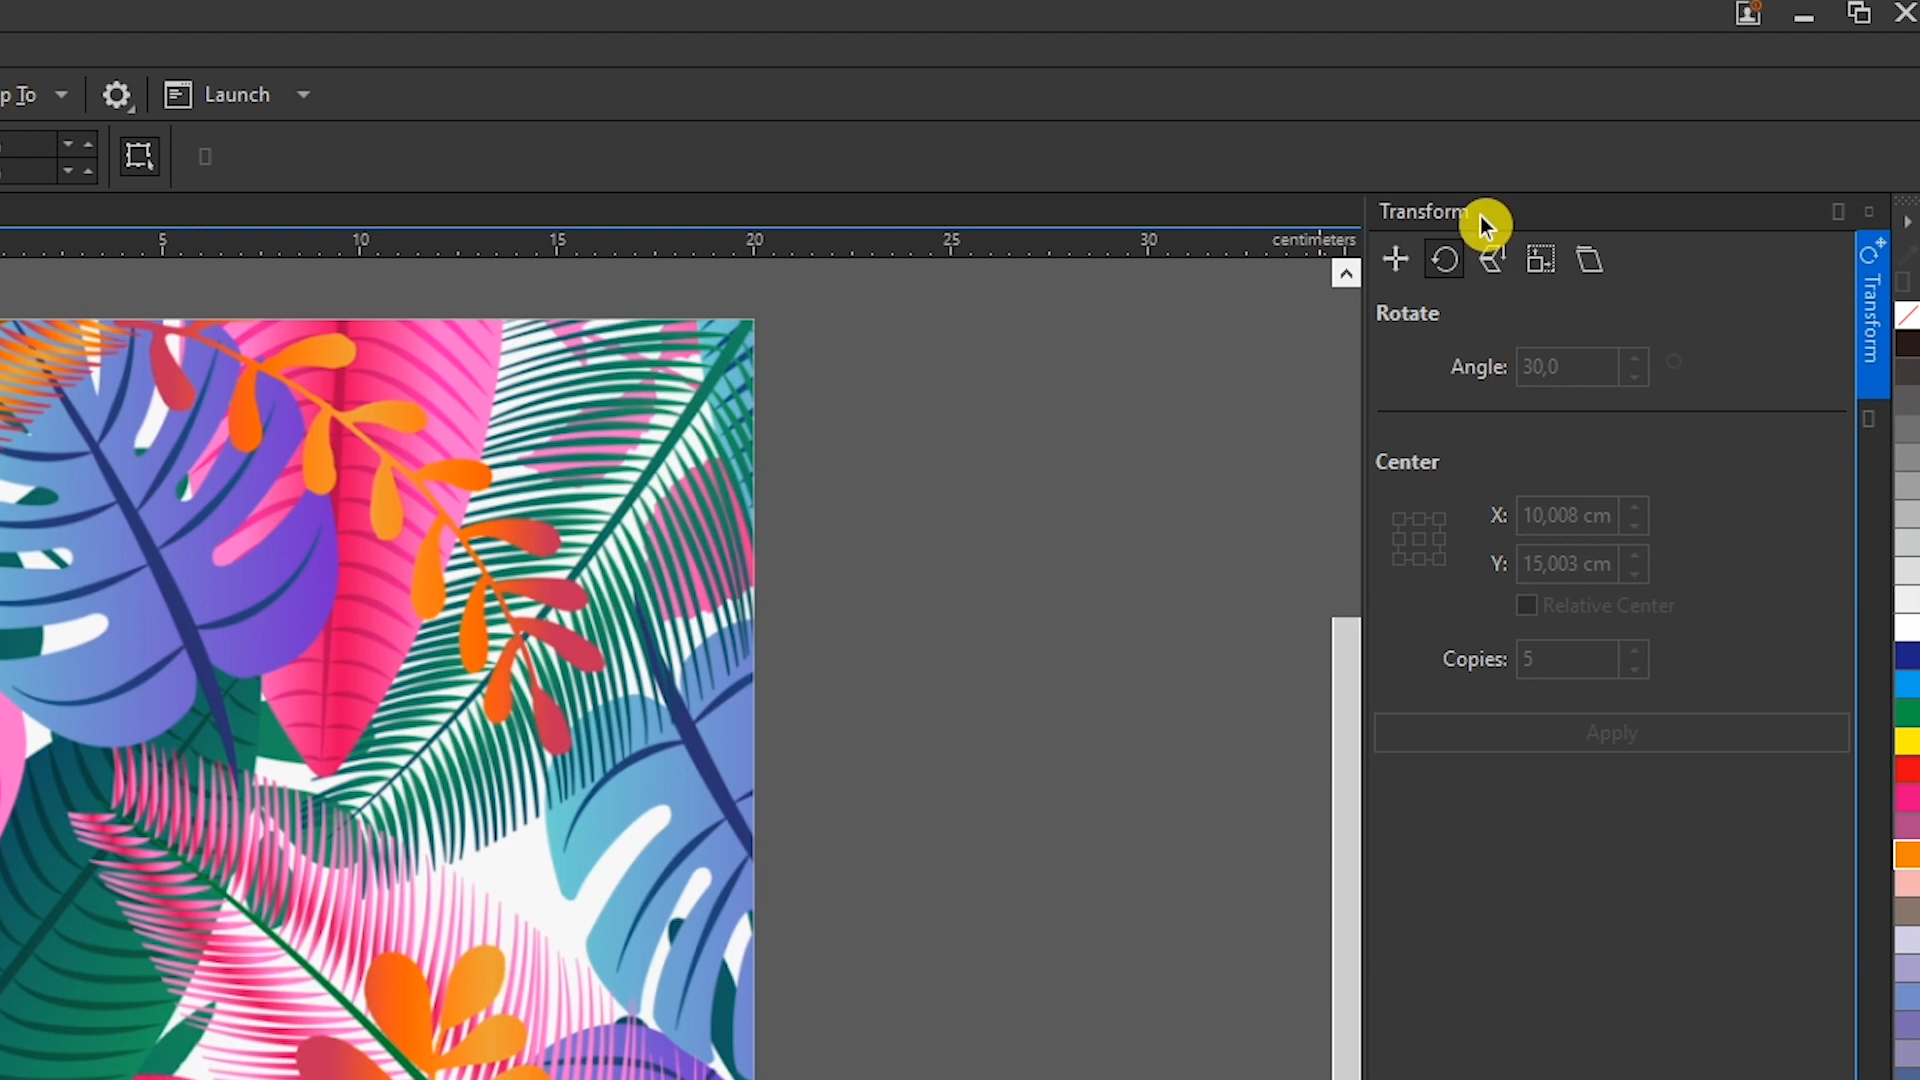 p To
Launch
5 10 15 20 25 30 centimeters
Transform
Transform
Rotate
Angle: 30,0
Center
X: 10,008 cm
Y: 15,003 cm
Relative Center
Copies: 5
Apply